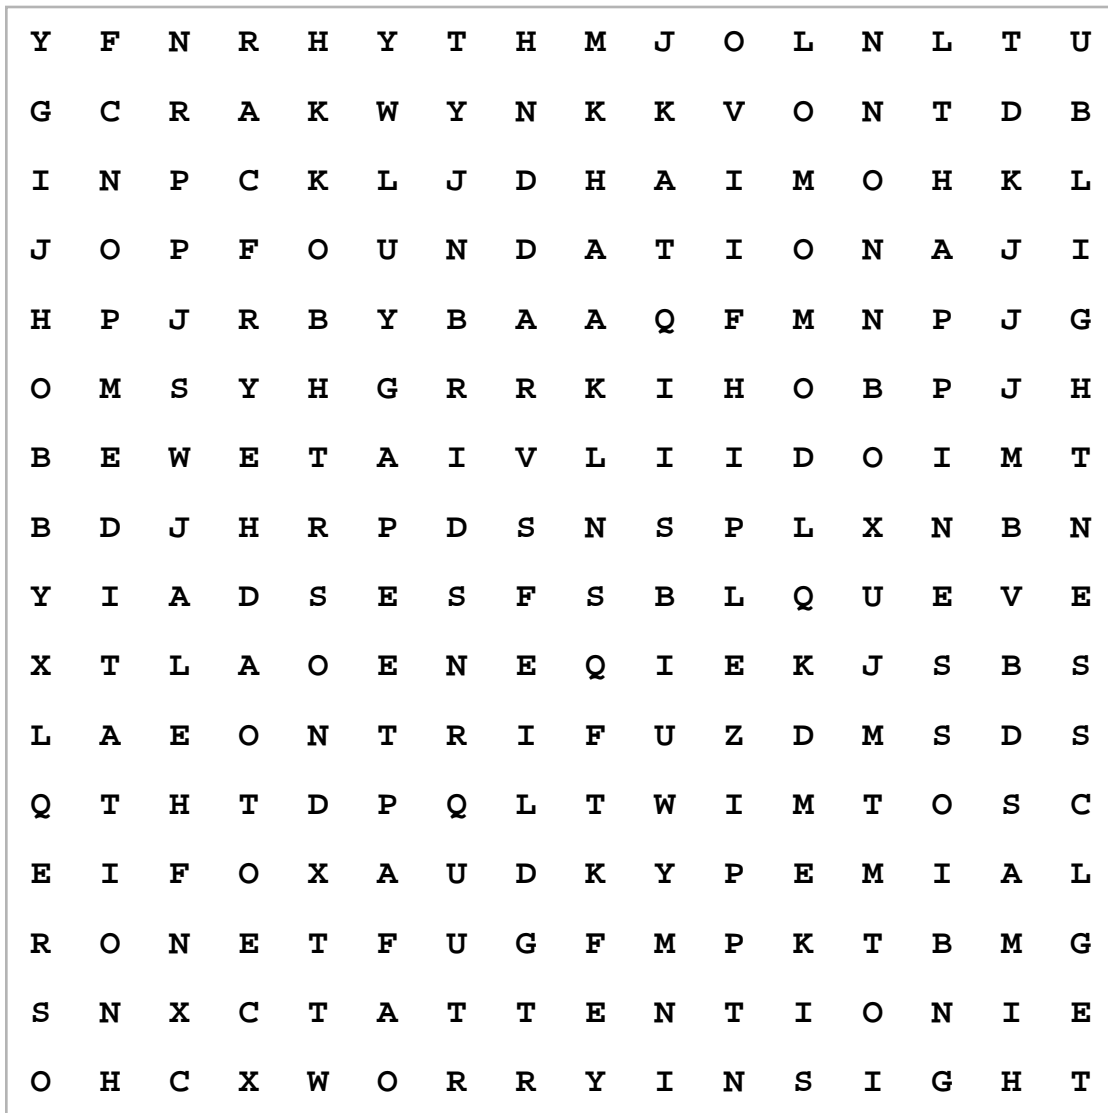 Y F N R H Y T H M J O L N L T U
G C R A K W Y N K K V O N T D B
I N P C K L J D H A I M O H K L
J O P F O U N D A T I O N A J I
H P J R B Y B A A Q F M N P J G
O M S Y H G R R K I H O B P J H
B E W E T A I V L I I D O I M T
B D J H R P D S N S P L X N B N
Y I A D S E S F S B L Q U E V E
X T L A O E N E Q I E K J S B S
L A E O N T R I F U Z D M S D S
Q T H T D P Q L T W I M T O S C
E I F O X A U D K Y P E M I A L
R O N E T F U G F M P K T B M G
S N X C T A T T E N T I O N I E
O H C X W O R R Y I N S I G H T